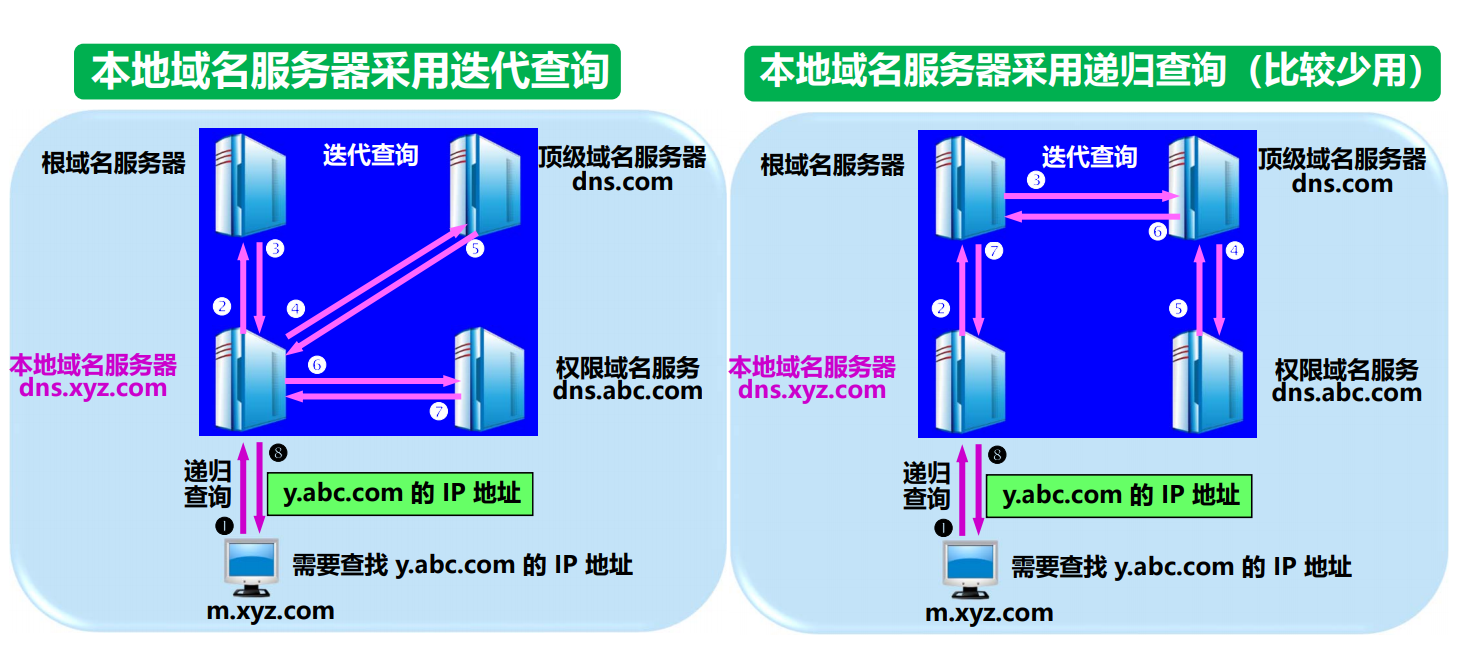 本地域名服务器采用迭代查询
根域名服务器
迭代查询
顶级域名服务器
dns.com
③
⑤
②
④
本地域名服务器
dns.xyz.com
⑥
权限域名服务
dns.abc.com
⑦
递归
查询
❽
y.abc.com 的 IP 地址
❶
需要查找 y.abc.com 的 IP 地址
m.xyz.com
本地域名服务器采用递归查询（比较少用）
根域名服务器
迭代查询
顶级域名服务器
dns.com
③
⑥
⑦
④
②
⑤
本地域名服务器
dns.xyz.com
权限域名服务
dns.abc.com
递归
查询
❽
y.abc.com 的 IP 地址
❶
需要查找 y.abc.com 的 IP 地址
m.xyz.com